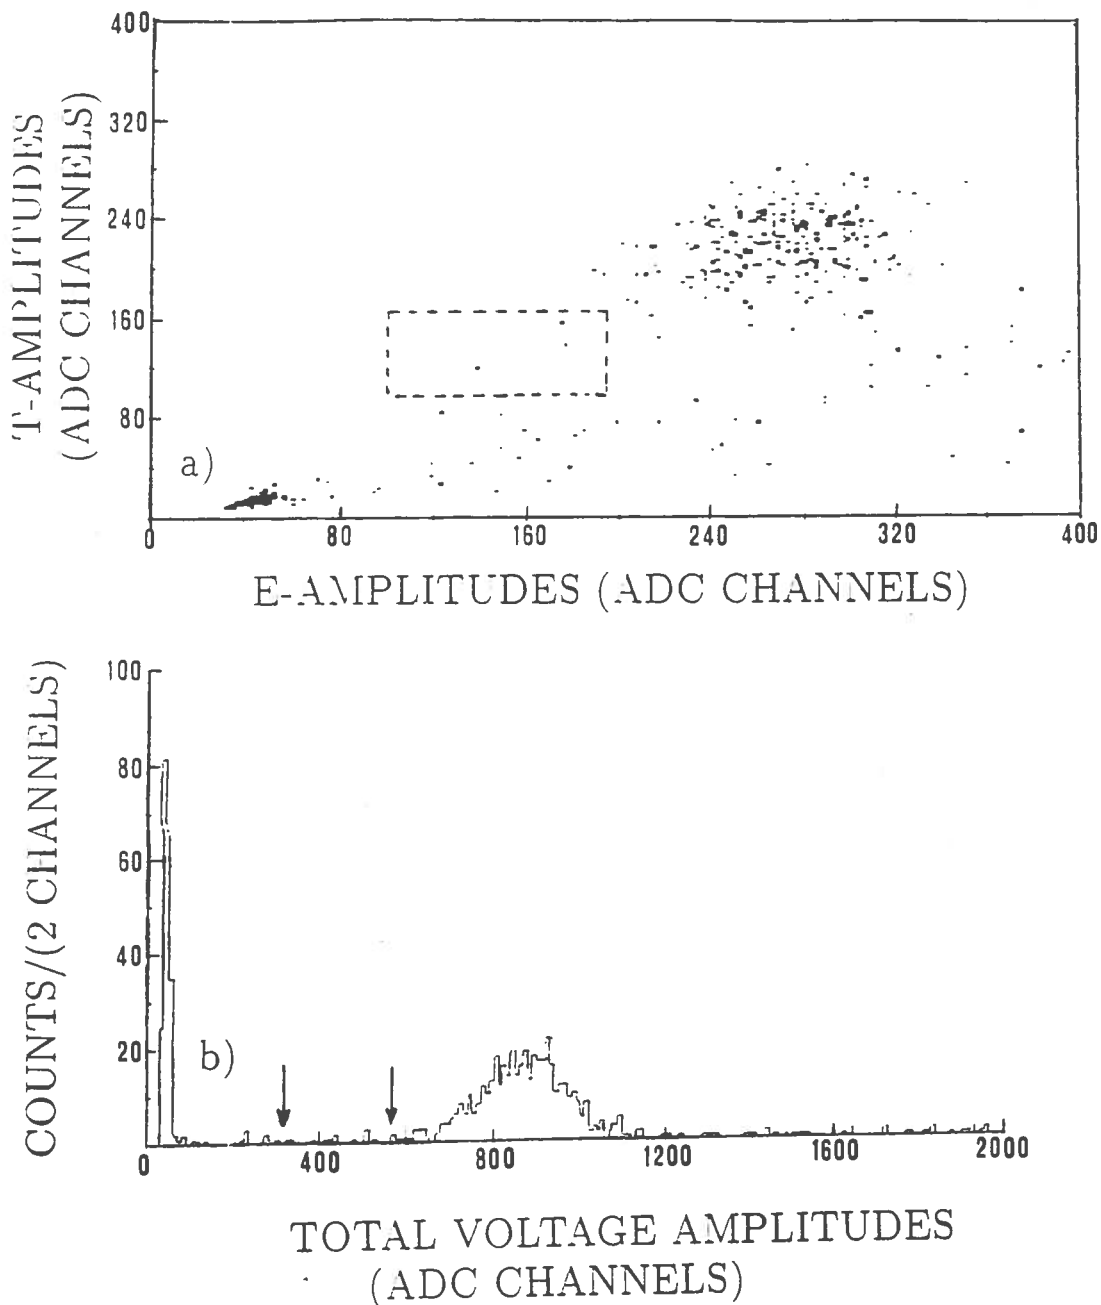 400
320
240
160
80
T-AMPLITUDES
(ADC CHANNELS)
a)
0 80 160 240 320 400
E-AMPLITUDES (ADC CHANNELS)
100
80
60
40
20
COUNTS/(2 CHANNELS)
b)
0 400 800 1200 1600 2000
TOTAL VOLTAGE AMPLITUDES
(ADC CHANNELS)